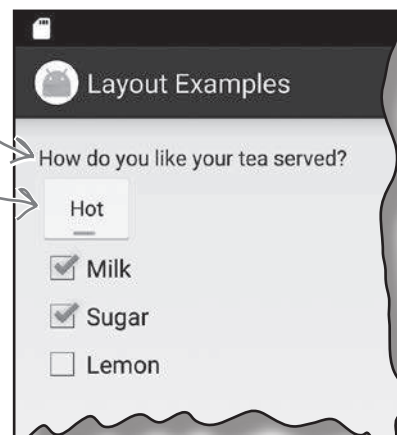 Layout Examples
How do you like your tea served?
Hot
Milk
Sugar
Lemon